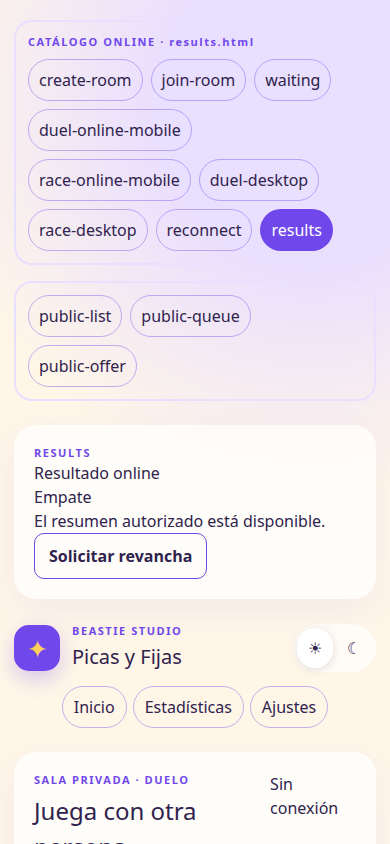 CATÁLOGO ONLINE · results.html
create-room join-room waiting
duel-online-mobile
race-online-mobile duel-desktop
race-desktop reconnect results
public-list public-queue
public-offer
RESULTS
Resultado online
Empate
El resumen autorizado está disponible.
Solicitar revancha
BEASTIE STUDIO
Picas y Fijas
Inicio Estadísticas Ajustes
SALA PRIVADA · DUELO
Juega con otra
Sin
conexión